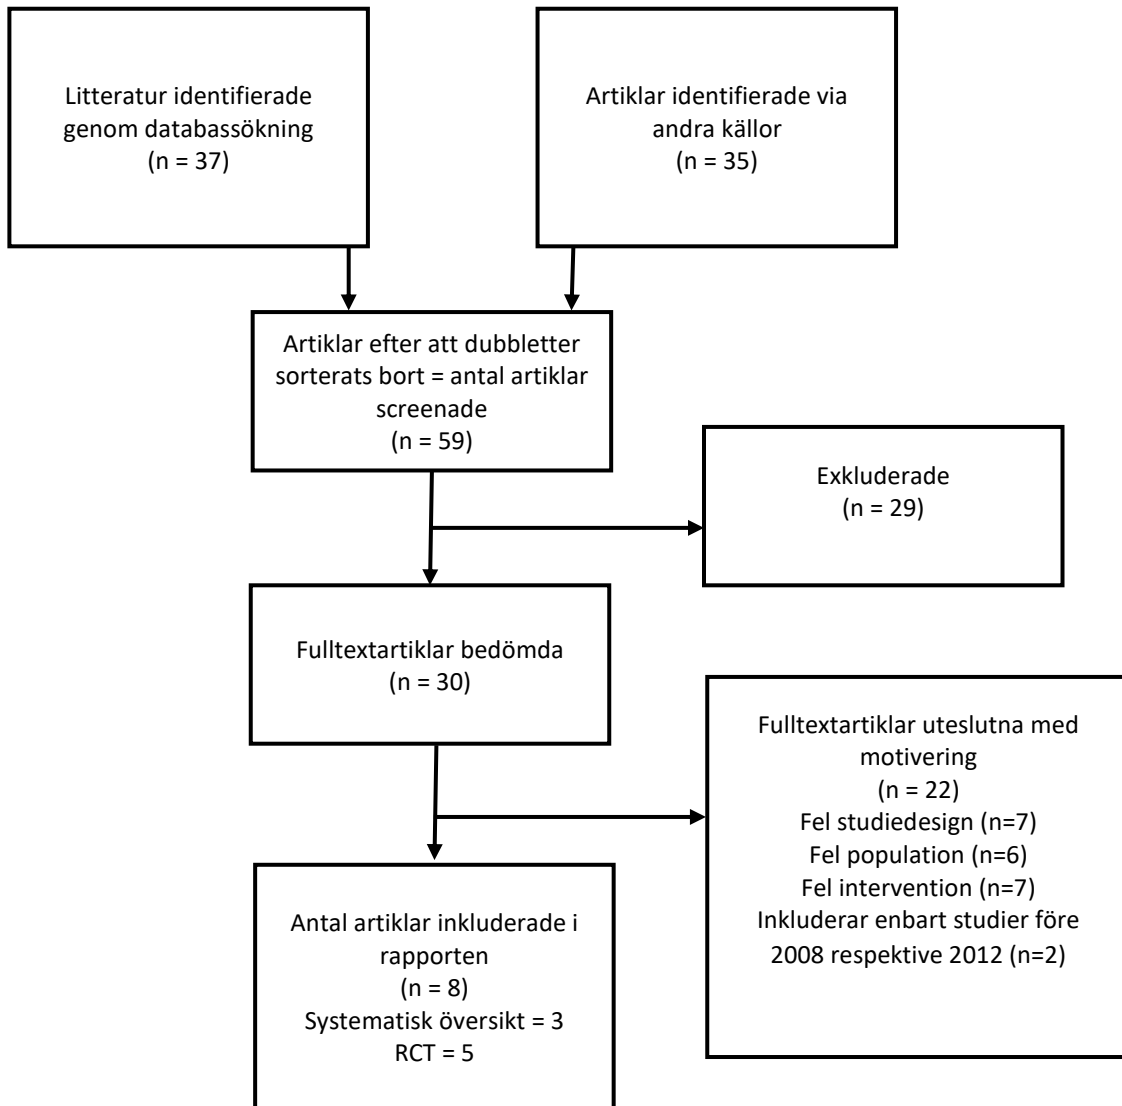 Litteratur identifierade
genom databassökning
(n = 37)
Artiklar identifierade via
andra källor
(n = 35)
Artiklar efter att dubbletter
sorterats bort = antal artiklar
screenade
(n = 59)
Exkluderade
(n = 29)
Fulltextartiklar bedömda
(n = 30)
Fulltextartiklar uteslutna med
motivering
(n = 22)
Fel studiedesign (n=7)
Fel population (n=6)
Fel intervention (n=7)
Inkluderar enbart studier före
2008 respektive 2012 (n=2)
Antal artiklar inkluderade i
rapporten
(n = 8)
Systematisk översikt = 3
RCT = 5